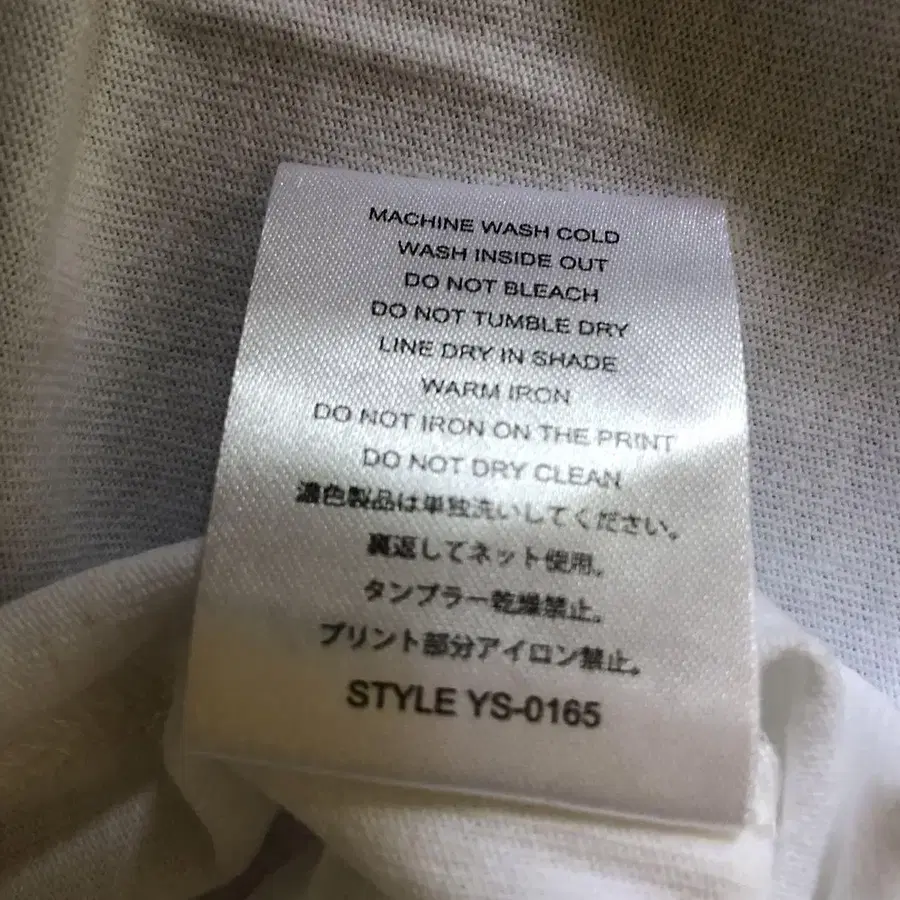 MACHINE WASH COLD
WASH INSIDE OUT
DO NOT BLEACH
DO NOT TUMBLE DRY
LINE DRY IN SHADE
WARM IRON
DO NOT IRON ON THE PRINT
DO NOT DRY CLEAN
濃色製品は単独洗いしてください。
裏返してネット使用。
タンブラー乾燥禁止。
プリント部分アイロン禁止。
STYLE YS-0165